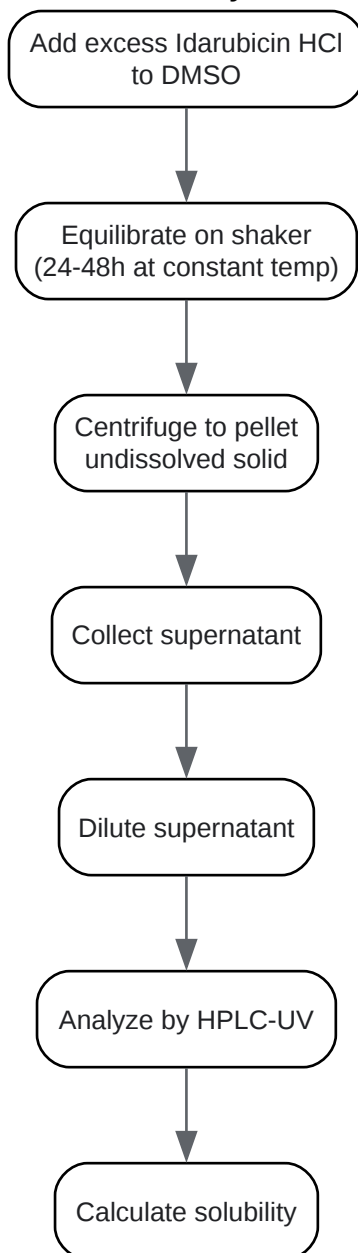 Add excess Idarubicin HCl
to DMSO
Equilibrate on shaker
(24-48h at constant temp)
Centrifuge to pellet
undissolved solid
Collect supernatant
Dilute supernatant
Analyze by HPLC-UV
Calculate solubility